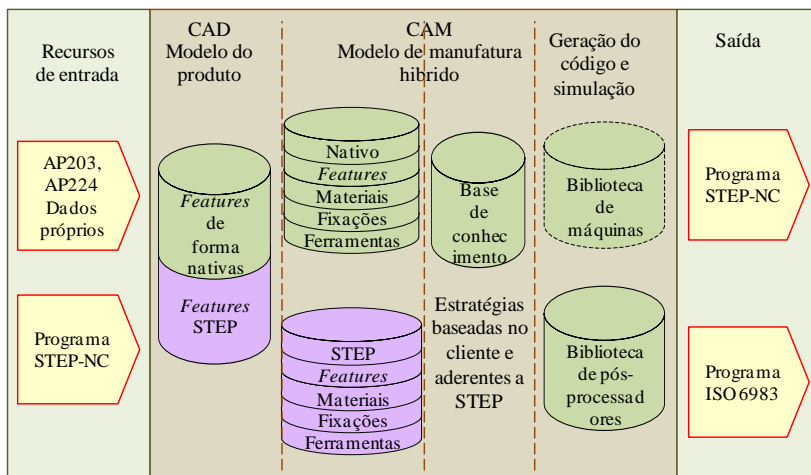 Recursos
de entrada
AP203,
AP224
Dados
próprios
Programa
STEP-NC
CAD
Modelo do
produto
Features
de
forma
nativas
Features
STEP
CAM
Modelo de manufatura
hibrido
Nativo
Features
Materiais
Fixações
Ferramentas
STEP
Features
Materiais
Fixações
Ferramentas
Base
de
conhec
imento
Estratégias
baseadas no
cliente e
aderentes a
STEP
Geração do
código e
simulação
Biblioteca
de
máquinas
Biblioteca
de pós-
processad
ores
Saída
Programa
STEP-NC
Programa
ISO6983